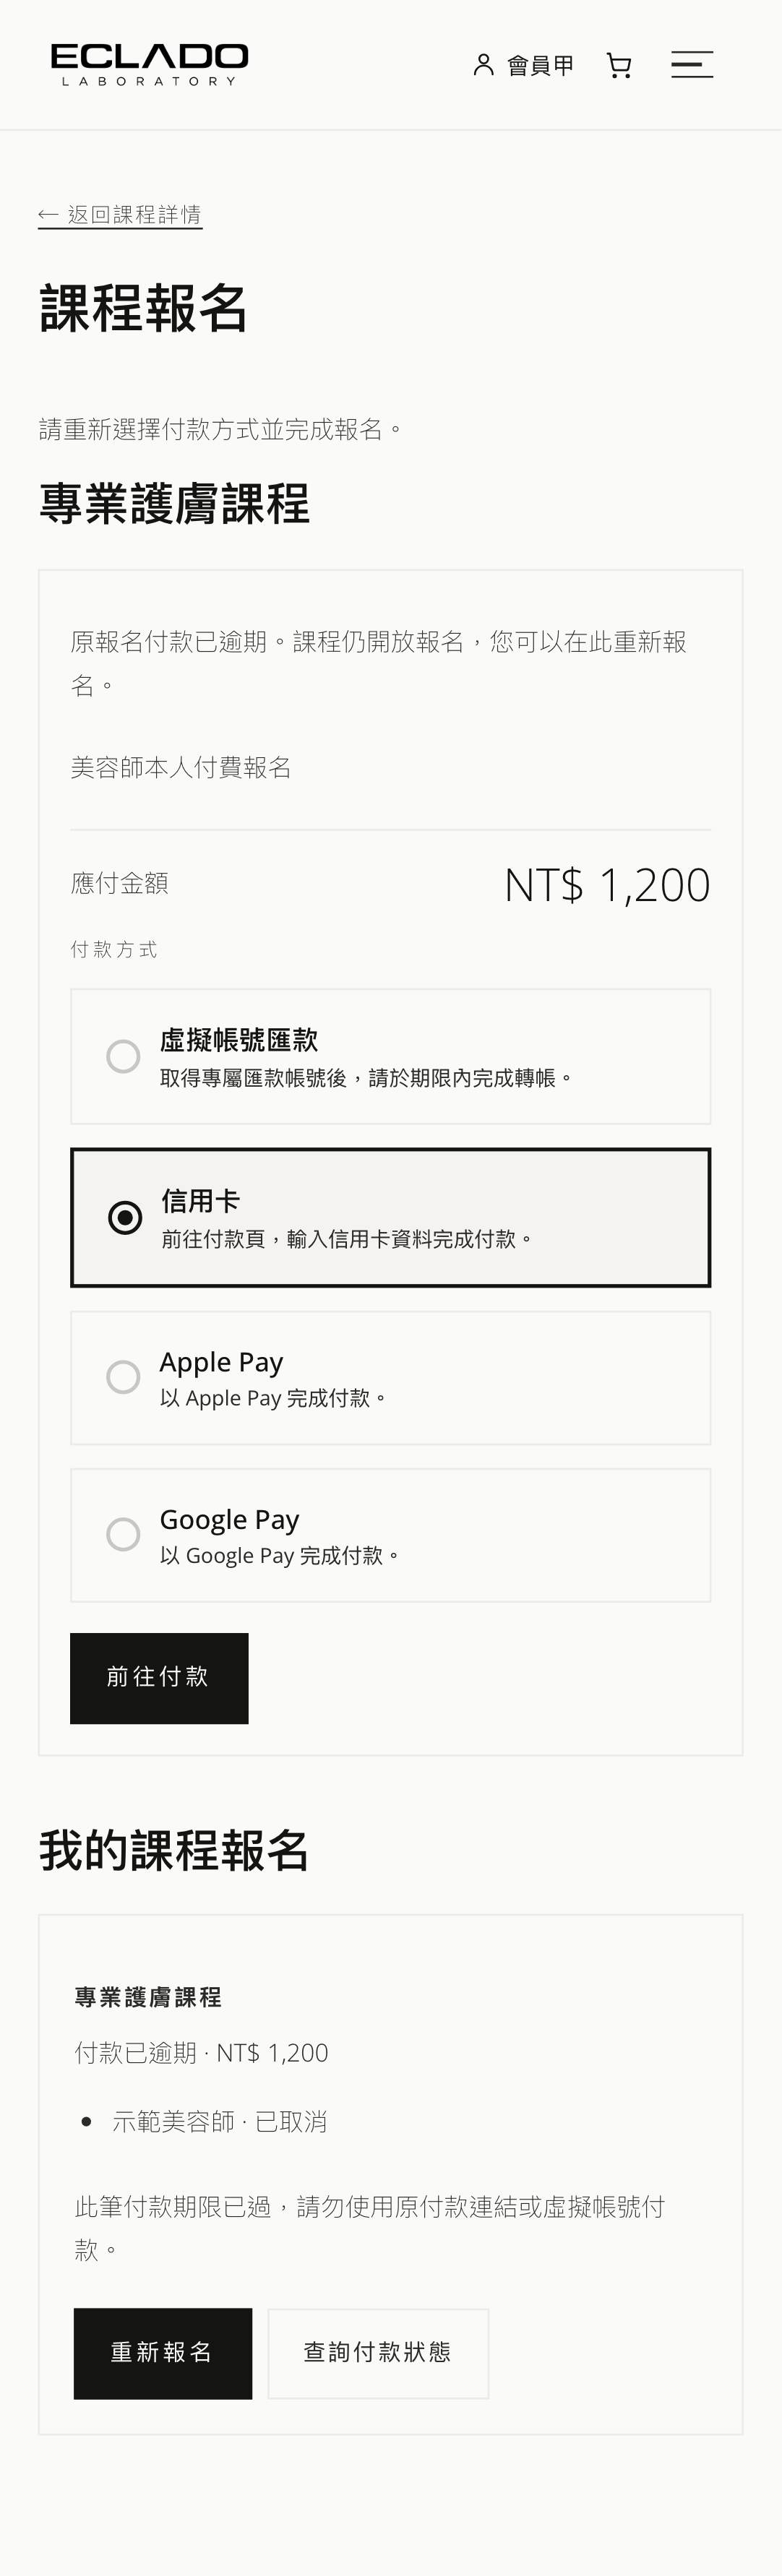 ECLADO
LABORATORY
會員甲
← 返回課程詳情
課程報名
請重新選擇付款方式並完成報名。
專業護膚課程
原報名付款已逾期。課程仍開放報名，您可以在此重新報
名。
美容師本人付費報名
應付金額
NT$ 1,200
付款方式
虛擬帳號匯款
取得專屬匯款帳號後，請於期限內完成轉帳。
信用卡
前往付款頁，輸入信用卡資料完成付款。
Apple Pay
以 Apple Pay 完成付款。
Google Pay
以 Google Pay 完成付款。
前往付款
我的課程報名
專業護膚課程
付款已逾期 · NT$ 1,200
• 示範美容師 · 已取消
此筆付款期限已過，請勿使用原付款連結或虛擬帳號付
款。
重新報名
查詢付款狀態